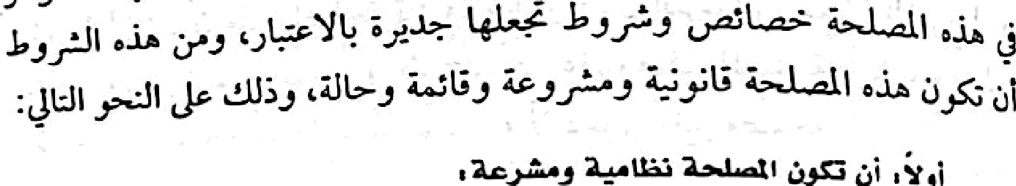 في هذه المصلحة خصائص وشروط تجعلها جديرة بالاعتبار، ومن هذه الشروط
أن تكون هذه المصلحة قانونية ومشروعة وقائمة وحالة، وذلك على النحو التالي:
أولاً: أن تكون المصلحة نظامية ومشرعة: